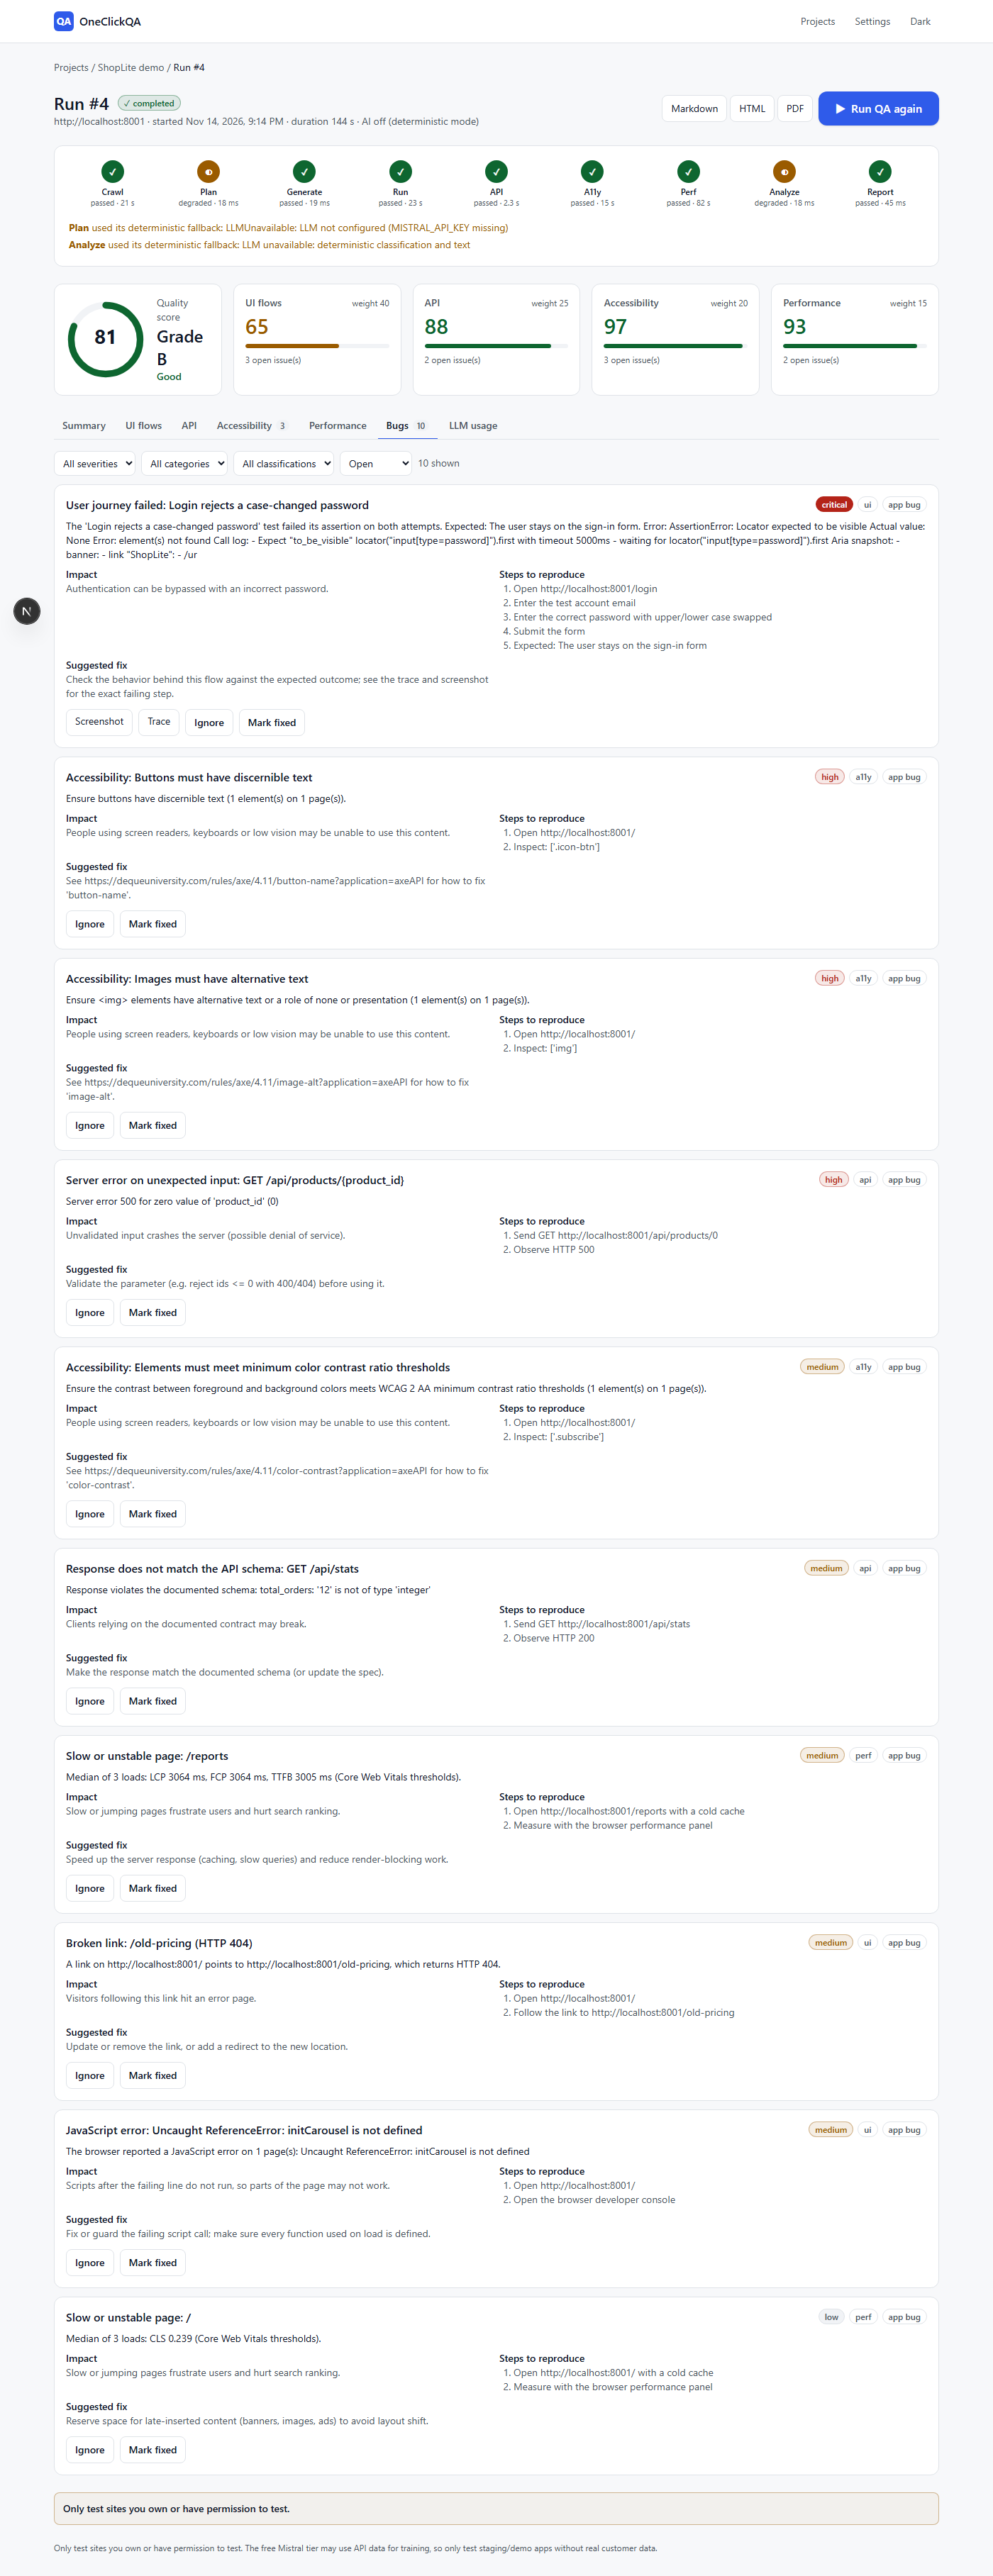 QA OneClickQA
Projects Settings Dark
Projects / ShopLite demo / Run #4
Run #4 ✓ completed
http://localhost:8001 · started Nov 14, 2026, 9:14 PM · duration 144 s · AI off (deterministic mode)
Markdown HTML PDF ▶ Run QA again
Crawl Plan Generate Run API A11y Perf Analyze Report
passed · 21 s degraded · 18 ms passed · 19 ms passed · 23 s passed · 2.3 s passed · 15 s passed · 82 s degraded · 18 ms passed · 45 ms
Plan used its deterministic fallback: LLMUnavailable: LLM not configured (MISTRAL_API_KEY missing)
Analyze used its deterministic fallback: LLM unavailable: deterministic classification and text
81
Quality
score
Grade
B
Good
UI flows weight 40
65
3 open issue(s)
API weight 25
88
2 open issue(s)
Accessibility weight 20
97
3 open issue(s)
Performance weight 15
93
2 open issue(s)
Summary UI flows API Accessibility 3 Performance Bugs 10 LLM usage
All severities All categories All classifications Open 10 shown
User journey failed: Login rejects a case-changed password critical ui app bug
The 'Login rejects a case-changed password' test failed its assertion on both attempts. Expected: The user stays on the sign-in form. Error: AssertionError: Locator expected to be visible Actual value:
None Error: element(s) not found Call log: - Expect "to_be_visible" locator("input[type=password]").first with timeout 5000ms - waiting for locator("input[type=password]").first Aria snapshot: -
banner: - link "ShopLite": - /ur
Impact
Authentication can be bypassed with an incorrect password.
Steps to reproduce
1. Open http://localhost:8001/login
2. Enter the test account email
3. Enter the correct password with upper/lower case swapped
4. Submit the form
5. Expected: The user stays on the sign-in form
Suggested fix
Check the behavior behind this flow against the expected outcome; see the trace and screenshot
for the exact failing step.
Screenshot Trace Ignore Mark fixed
N
Accessibility: Buttons must have discernible text high a11y app bug
Ensure buttons have discernible text (1 element(s) on 1 page(s)).
Impact
People using screen readers, keyboards or low vision may be unable to use this content.
Steps to reproduce
1. Open http://localhost:8001/
2. Inspect: ['.icon-btn']
Suggested fix
See https://dequeuniversity.com/rules/axe/4.11/button-name?application=axeAPI for how to fix
'button-name'.
Ignore Mark fixed
Accessibility: Images must have alternative text high a11y app bug
Ensure <img> elements have alternative text or a role of none or presentation (1 element(s) on 1 page(s)).
Impact
People using screen readers, keyboards or low vision may be unable to use this content.
Steps to reproduce
1. Open http://localhost:8001/
2. Inspect: ['img']
Suggested fix
See https://dequeuniversity.com/rules/axe/4.11/image-alt?application=axeAPI for how to fix
'image-alt'.
Ignore Mark fixed
Server error on unexpected input: GET /api/products/{product_id} high api app bug
Server error 500 for zero value of 'product_id' (0)
Impact
Unvalidated input crashes the server (possible denial of service).
Steps to reproduce
1. Send GET http://localhost:8001/api/products/0
2. Observe HTTP 500
Suggested fix
Validate the parameter (e.g. reject ids <= 0 with 400/404) before using it.
Ignore Mark fixed
Accessibility: Elements must meet minimum color contrast ratio thresholds medium a11y app bug
Ensure the contrast between foreground and background colors meets WCAG 2 AA minimum contrast ratio thresholds (1 element(s) on 1 page(s)).
Impact
People using screen readers, keyboards or low vision may be unable to use this content.
Steps to reproduce
1. Open http://localhost:8001/
2. Inspect: ['.subscribe']
Suggested fix
See https://dequeuniversity.com/rules/axe/4.11/color-contrast?application=axeAPI for how to fix
'color-contrast'.
Ignore Mark fixed
Response does not match the API schema: GET /api/stats medium api app bug
Response violates the documented schema: total_orders: '12' is not of type 'integer'
Impact
Clients relying on the documented contract may break.
Steps to reproduce
1. Send GET http://localhost:8001/api/stats
2. Observe HTTP 200
Suggested fix
Make the response match the documented schema (or update the spec).
Ignore Mark fixed
Slow or unstable page: /reports medium perf app bug
Median of 3 loads: LCP 3064 ms, FCP 3064 ms, TTFB 3005 ms (Core Web Vitals thresholds).
Impact
Slow or jumping pages frustrate users and hurt search ranking.
Steps to reproduce
1. Open http://localhost:8001/reports with a cold cache
2. Measure with the browser performance panel
Suggested fix
Speed up the server response (caching, slow queries) and reduce render-blocking work.
Ignore Mark fixed
Broken link: /old-pricing (HTTP 404) medium ui app bug
A link on http://localhost:8001/ points to http://localhost:8001/old-pricing, which returns HTTP 404.
Impact
Visitors following this link hit an error page.
Steps to reproduce
1. Open http://localhost:8001/
2. Follow the link to http://localhost:8001/old-pricing
Suggested fix
Update or remove the link, or add a redirect to the new location.
Ignore Mark fixed
JavaScript error: Uncaught ReferenceError: initCarousel is not defined medium ui app bug
The browser reported a JavaScript error on 1 page(s): Uncaught ReferenceError: initCarousel is not defined
Impact
Scripts after the failing line do not run, so parts of the page may not work.
Steps to reproduce
1. Open http://localhost:8001/
2. Open the browser developer console
Suggested fix
Fix or guard the failing script call; make sure every function used on load is defined.
Ignore Mark fixed
Slow or unstable page: / low perf app bug
Median of 3 loads: CLS 0.239 (Core Web Vitals thresholds).
Impact
Slow or jumping pages frustrate users and hurt search ranking.
Steps to reproduce
1. Open http://localhost:8001/ with a cold cache
2. Measure with the browser performance panel
Suggested fix
Reserve space for late-inserted content (banners, images, ads) to avoid layout shift.
Ignore Mark fixed
Only test sites you own or have permission to test.
Only test sites you own or have permission to test. The free Mistral tier may use API data for training, so only test staging/demo apps without real customer data.